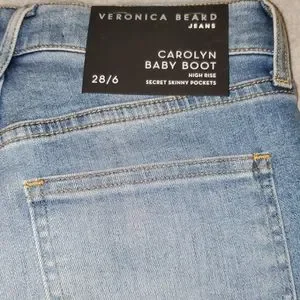 VERONICA BEARD
JEANS
CAROLYN
BABY BOOT
28/6
HIGH RISE
SECRET SKINNY POCKETS